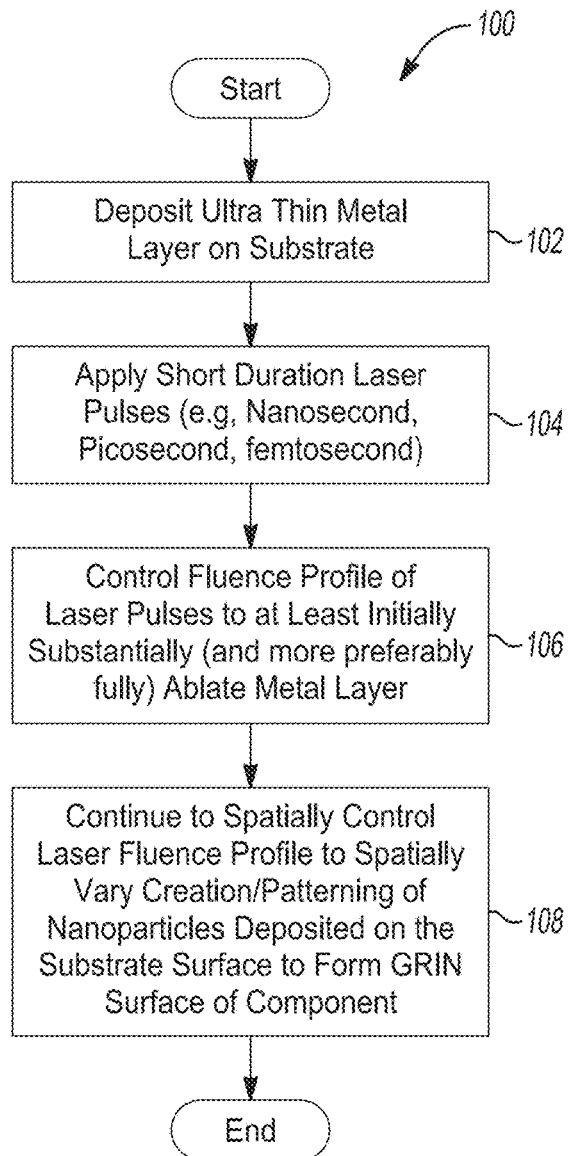 100
Start
Deposit Ultra Thin Metal
Layer on Substrate
102
Apply Short Duration Laser
Pulses (e.g, Nanosecond,
Picosecond, femtosecond)
104
Control Fluence Profile of
Laser Pulses to at Least Initially
Substantially (and more preferably
fully) Ablate Metal Layer
106
Continue to Spatially Control
Laser Fluence Profile to Spatially
Vary Creation/Patterning of
Nanoparticles Deposited on the
Substrate Surface to Form GRIN
Surface of Component
108
End